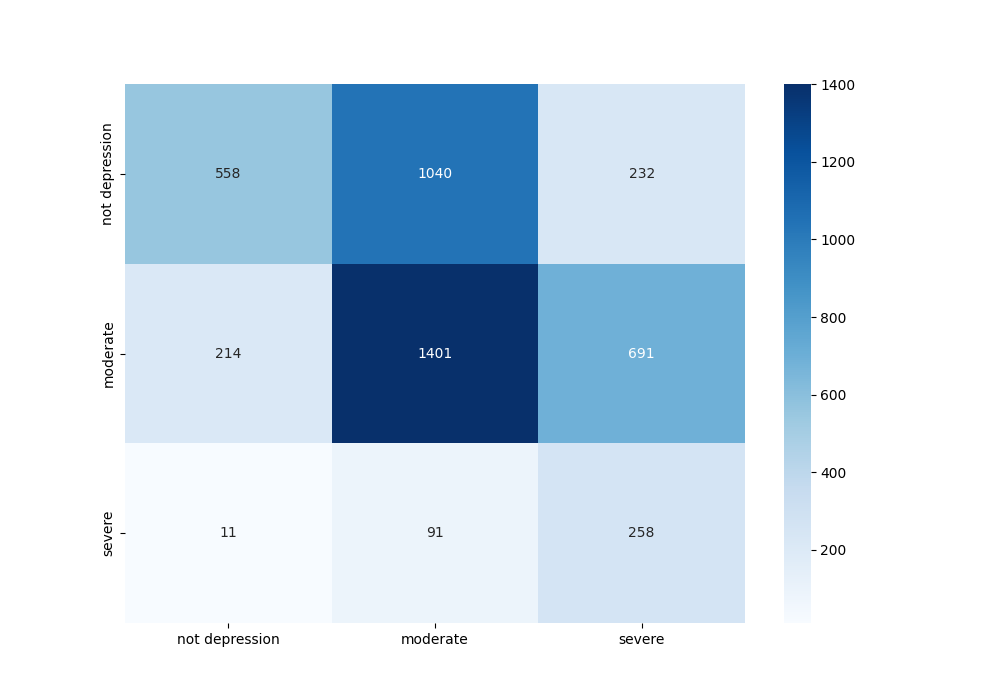 not depression
558
1040
232
moderate
214
1401
691
severe
11
91
258
not depression
moderate
severe
1400
1200
1000
800
600
400
200